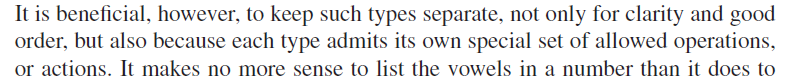 It is beneficial, however, to keep such types separate, not only for clarity and good
order, but also because each type admits its own special set of allowed operations,
or actions. It makes no more sense to list the vowels in a number than it does to